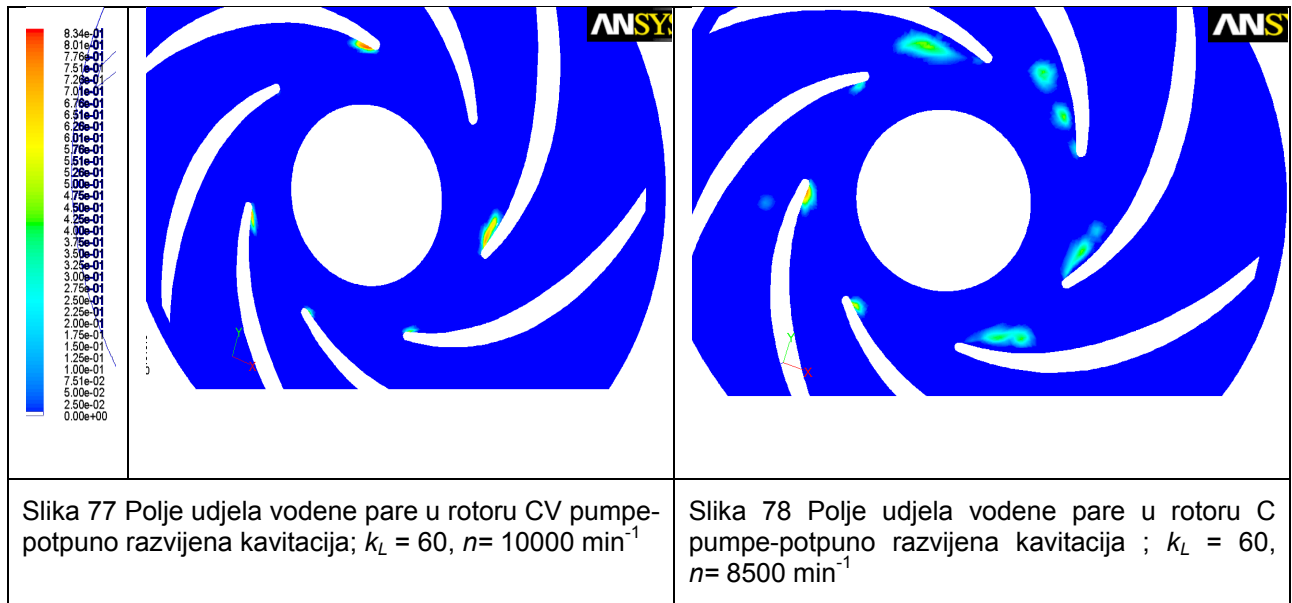 ANSYS
ANS
8.34e-01
8.01e-01
7.76e-01
7.51e-01
7.26e-01
7.01e-01
6.76e-01
6.51e-01
6.26e-01
6.01e-01
5.76e-01
5.51e-01
5.26e-01
5.00e-01
4.75e-01
4.50e-01
4.25e-01
4.00e-01
3.75e-01
3.50e-01
3.25e-01
3.00e-01
2.75e-01
2.50e-01
2.25e-01
2.00e-01
1.75e-01
1.50e-01
1.25e-01
1.00e-01
7.51e-02
5.00e-02
2.50e-02
0.00e+00
Y
X
Y
X
Slika 77 Polje udjela vodene pare u rotoru CV pumpe-
potpuno razvijena kavitacija; k_L = 60, n= 10000 min⁻¹
Slika 78 Polje udjela vodene pare u rotoru C
pumpe-potpuno razvijena kavitacija ; k_L = 60,
n= 8500 min⁻¹